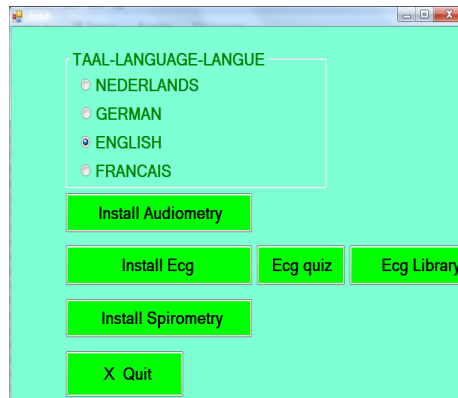 TAAL-LANGUAGE-LANGUE
NEDERLANDS
GERMAN
ENGLISH
FRANCAIS
Install Audiometry
Install Ecg Ecg quiz Ecg Library
Install Spirometry
X Quit